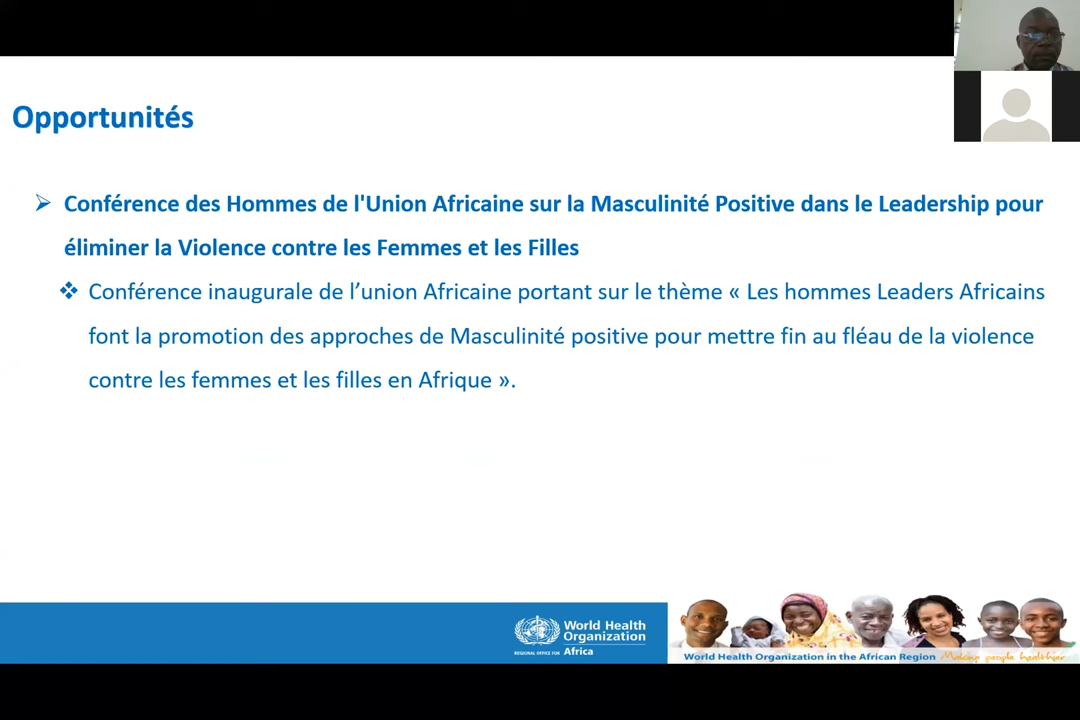 Opportunités
Conférence des Hommes de l'Union Africaine sur la Masculinité Positive dans le Leadership pour
éliminer la Violence contre les Femmes et les Filles
Conférence inaugurale de l’union Africaine portant sur le thème « Les hommes Leaders Africains
font la promotion des approches de Masculinité positive pour mettre fin au fléau de la violence
contre les femmes et les filles en Afrique ».
World Health
Organization
REGIONAL OFFICE FOR Africa
World Health Organization in the African Region Making people healthier